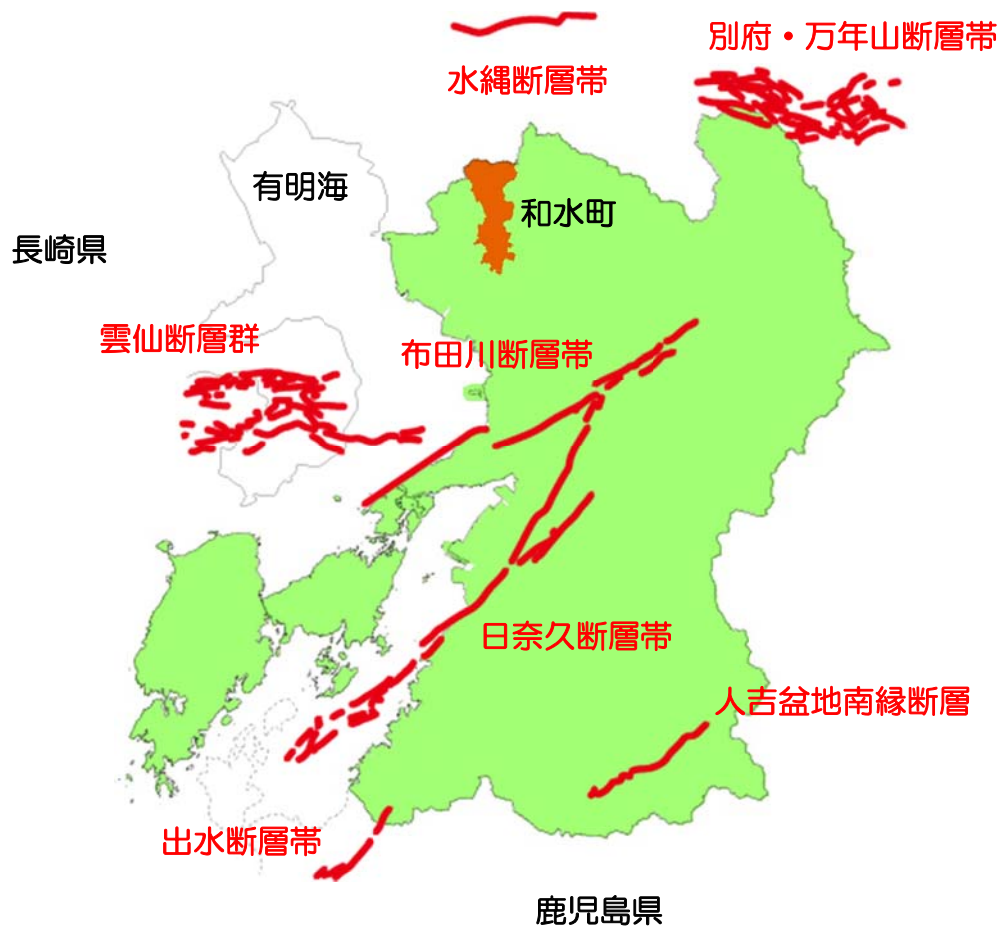 別府・万年山断層帯
水縄断層帯
有明海
和水町
長崎県
雲仙断層群
布田川断層帯
日奈久断層帯
人吉盆地南縁断層
出水断層帯
鹿児島県